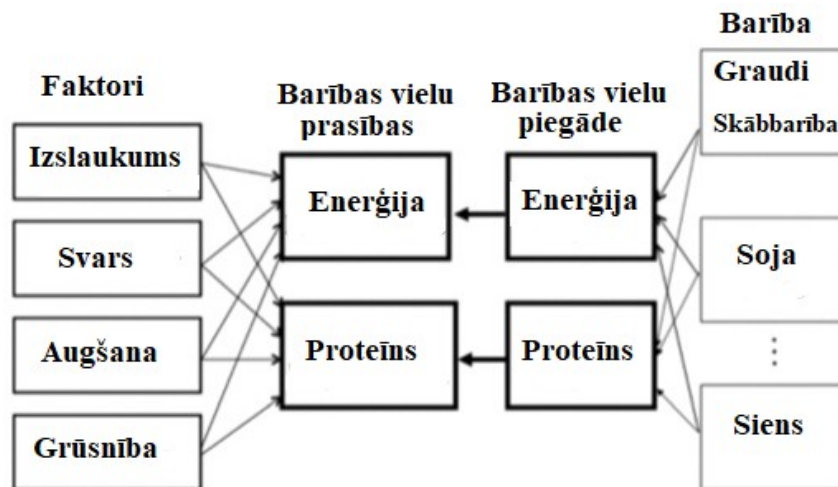 Barība
Faktori
Barības vielu
prasības
Barības vielu
piegāde
Graudi
Skābbarība
Izslaukums
Enerģija
Enerģija
Svars
Soja
Augšana
Proteīns
Proteīns
Grūsnība
Siens